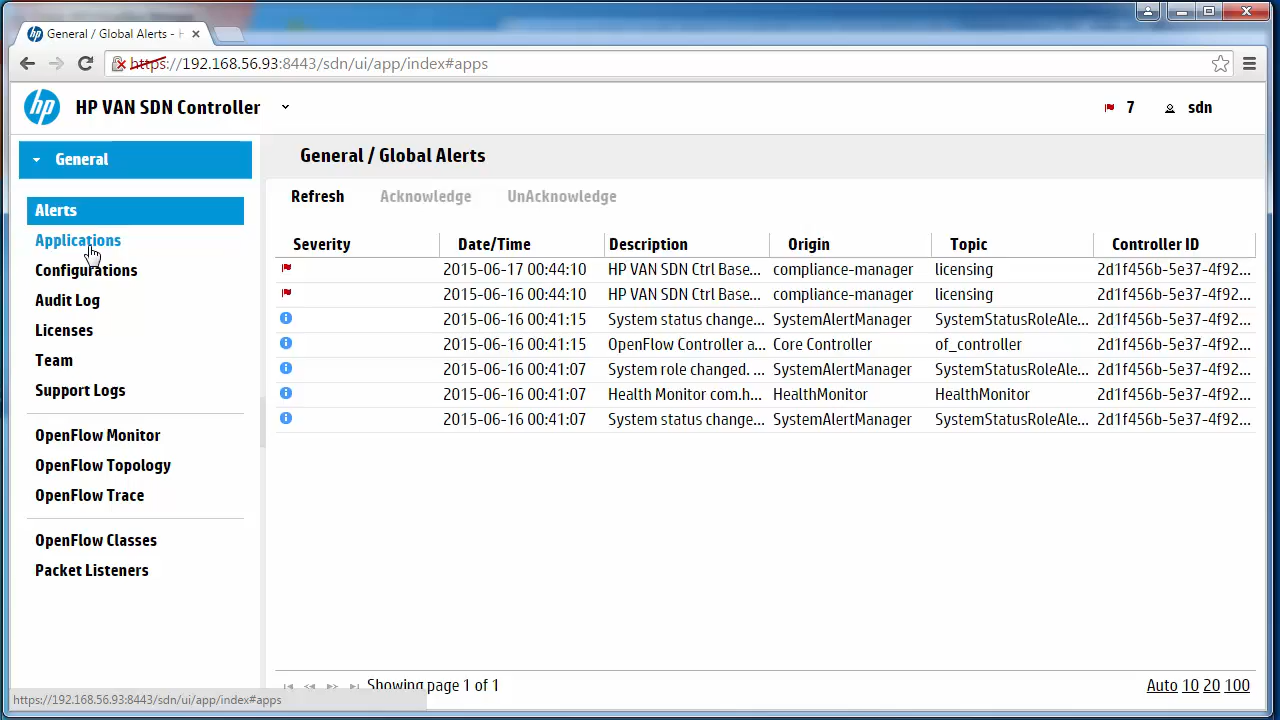 General / Global Alerts - H
https://192.168.56.93:8443/sdn/ui/app/index#apps
hp HP VAN SDN Controller 7 sdn
General
Alerts
Applications
Configurations
Audit Log
Licenses
Team
Support Logs
OpenFlow Monitor
OpenFlow Topology
OpenFlow Trace
OpenFlow Classes
Packet Listeners
General / Global Alerts
Refresh Acknowledge UnAcknowledge
Severity Date/Time Description Origin Topic Controller ID
2015-06-17 00:44:10 HP VAN SDN Ctrl Base... compliance-manager licensing 2d1f456b-5e37-4f92...
2015-06-16 00:44:10 HP VAN SDN Ctrl Base... compliance-manager licensing 2d1f456b-5e37-4f92...
2015-06-16 00:41:15 System status change... SystemAlertManager SystemStatusRoleAle... 2d1f456b-5e37-4f92...
2015-06-16 00:41:15 OpenFlow Controller a... Core Controller of_controller 2d1f456b-5e37-4f92...
2015-06-16 00:41:07 System role changed. ... SystemAlertManager SystemStatusRoleAle... 2d1f456b-5e37-4f92...
2015-06-16 00:41:07 Health Monitor com.h... HealthMonitor HealthMonitor 2d1f456b-5e37-4f92...
2015-06-16 00:41:07 System status change... SystemAlertManager SystemStatusRoleAle... 2d1f456b-5e37-4f92...
Showing page 1 of 1 Auto 10 20 100
https://192.168.56.93:8443/sdn/ui/app/index#apps